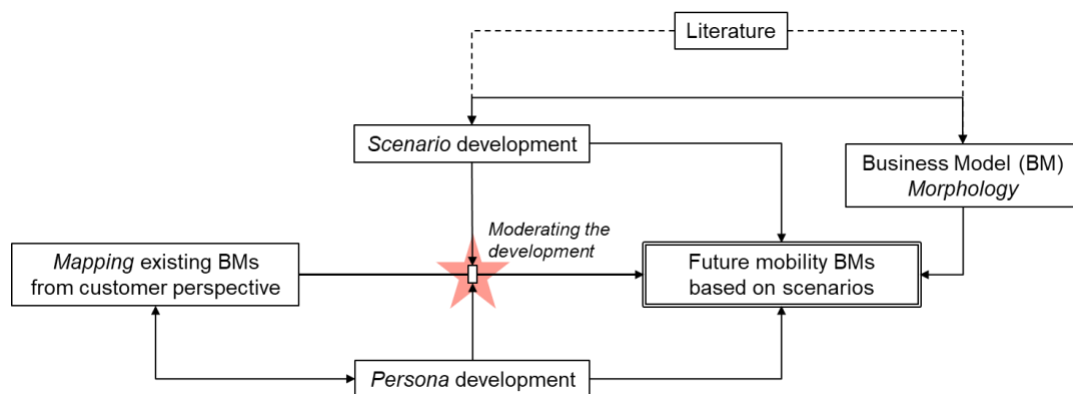 Literature
Scenario development
Business Model (BM)
Morphology
Moderating the
development
Mapping existing BMs
from customer perspective
Future mobility BMs
based on scenarios
Persona development